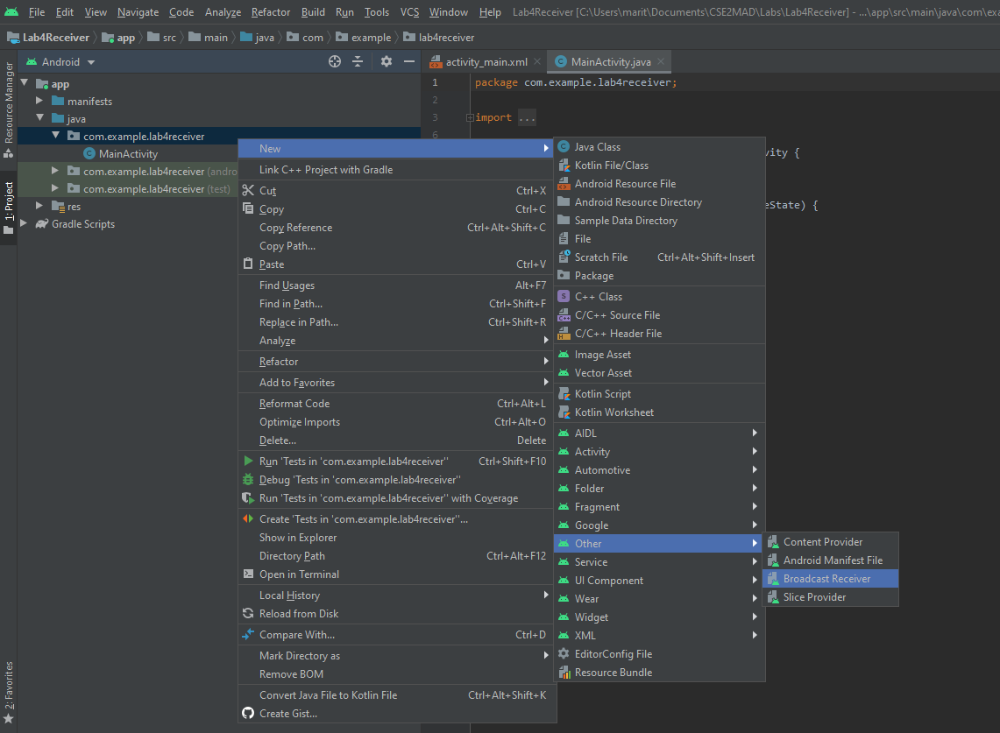 File Edit View Navigate Code Analyze Refactor Build Run Tools VCS Window Help Lab4Receiver [C:\Users\marit\Documents\CSE2MAD\Labs\Lab4Receiver] - ...\app\src\main\java\com\exa
Lab4Receiver app src main java com example lab4receiver
Android
activity_main.xml MainActivity.java
Resource Manager
1: Project
2: Favorites
app
manifests
java
com.example.lab4receiver
MainActivity
com.example.lab4receiver (andro
com.example.lab4receiver (test)
res
Gradle Scripts
1 package com.example.lab4receiver;
2
3 import ...
6
vity {
eState) {
New
Link C++ Project with Gradle
Cut Ctrl+X
Copy Ctrl+C
Copy Reference Ctrl+Alt+Shift+C
Copy Path...
Paste Ctrl+V
Find Usages Alt+F7
Find in Path... Ctrl+Shift+F
Replace in Path... Ctrl+Shift+R
Analyze
Refactor
Add to Favorites
Reformat Code Ctrl+Alt+L
Optimize Imports Ctrl+Alt+O
Delete... Delete
Run 'Tests in 'com.example.lab4receiver'' Ctrl+Shift+F10
Debug 'Tests in 'com.example.lab4receiver''
Run 'Tests in 'com.example.lab4receiver'' with Coverage
Create 'Tests in 'com.example.lab4receiver''...
Show in Explorer
Directory Path Ctrl+Alt+F12
Open in Terminal
Local History
Reload from Disk
Compare With... Ctrl+D
Mark Directory as
Remove BOM
Convert Java File to Kotlin File Ctrl+Alt+Shift+K
Create Gist...
Java Class
Kotlin File/Class
Android Resource File
Android Resource Directory
Sample Data Directory
File
Scratch File Ctrl+Alt+Shift+Insert
Package
C++ Class
C/C++ Source File
C/C++ Header File
Image Asset
Vector Asset
Kotlin Script
Kotlin Worksheet
AIDL
Activity
Automotive
Folder
Fragment
Google
Other
Service
UI Component
Wear
Widget
XML
EditorConfig File
Resource Bundle
Content Provider
Android Manifest File
Broadcast Receiver
Slice Provider